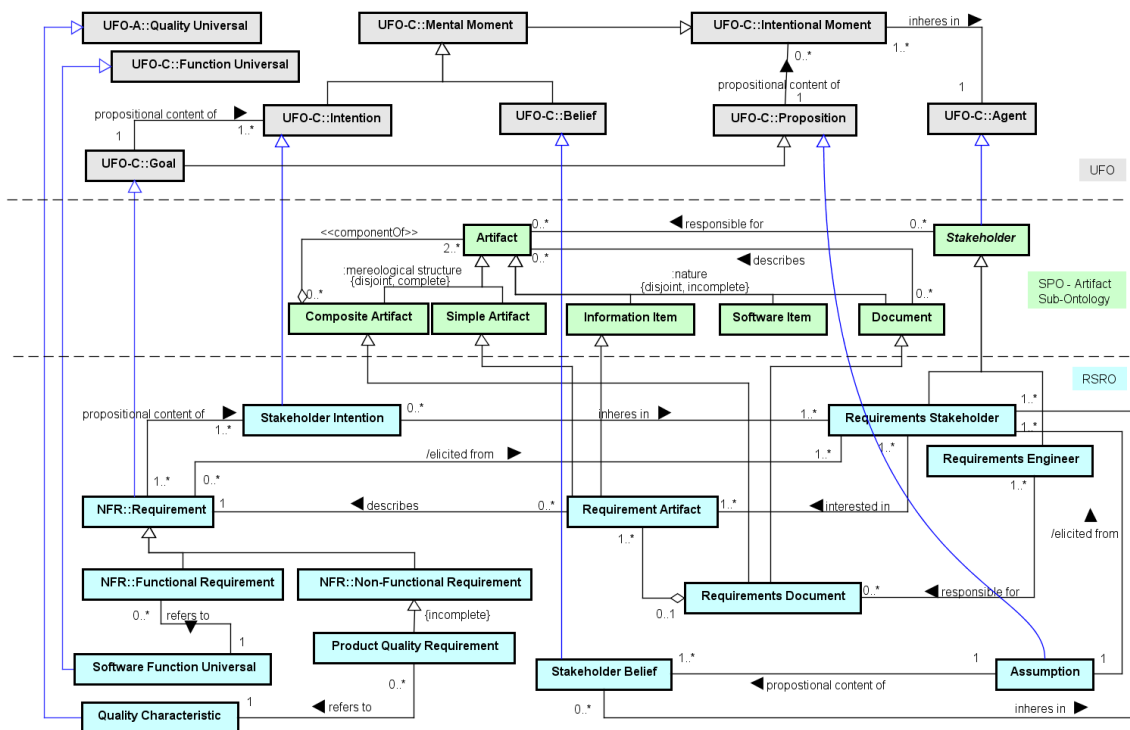 UFO-A::Quality Universal
UFO-C::Mental Moment
UFO-C::Intentional Moment
inheres in
1..*
UFO-C::Function Universal
0..*
propositional content of
1
1
propositional content of
1
1..*
UFO-C::Intention
UFO-C::Belief
UFO-C::Proposition
UFO-C::Agent
UFO-C::Goal
UFO
<<componentOf>>
2..*
Artifact
0..*
responsible for
0..*
Stakeholder
0..*
describes
:mereological structure
{disjoint, complete}
:nature
{disjoint, incomplete}
0..*
0..*
SPO - Artifact
Sub-Ontology
Composite Artifact
Simple Artifact
Information Item
Software Item
Document
RSRO
propositional content of
1..*
Stakeholder Intention
0..*
inheres in
1..*
Requirements Stakeholder
1..*
1..*
/elicited from
1..*
1..*
Requirements Engineer
1..*
1..*
0..*
NFR::Requirement
1
describes
0..*
Requirement Artifact
1..*
interested in
1..*
/elicited from
NFR::Functional Requirement
NFR::Non-Functional Requirement
Requirements Document
0..*
responsible for
0..1
0..*
refers to
1
{incomplete}
Software Function Universal
Product Quality Requirement
0..*
Stakeholder Belief
1..*
propostional content of
1
Assumption
1
Quality Characteristic
1
refers to
0..*
inheres in